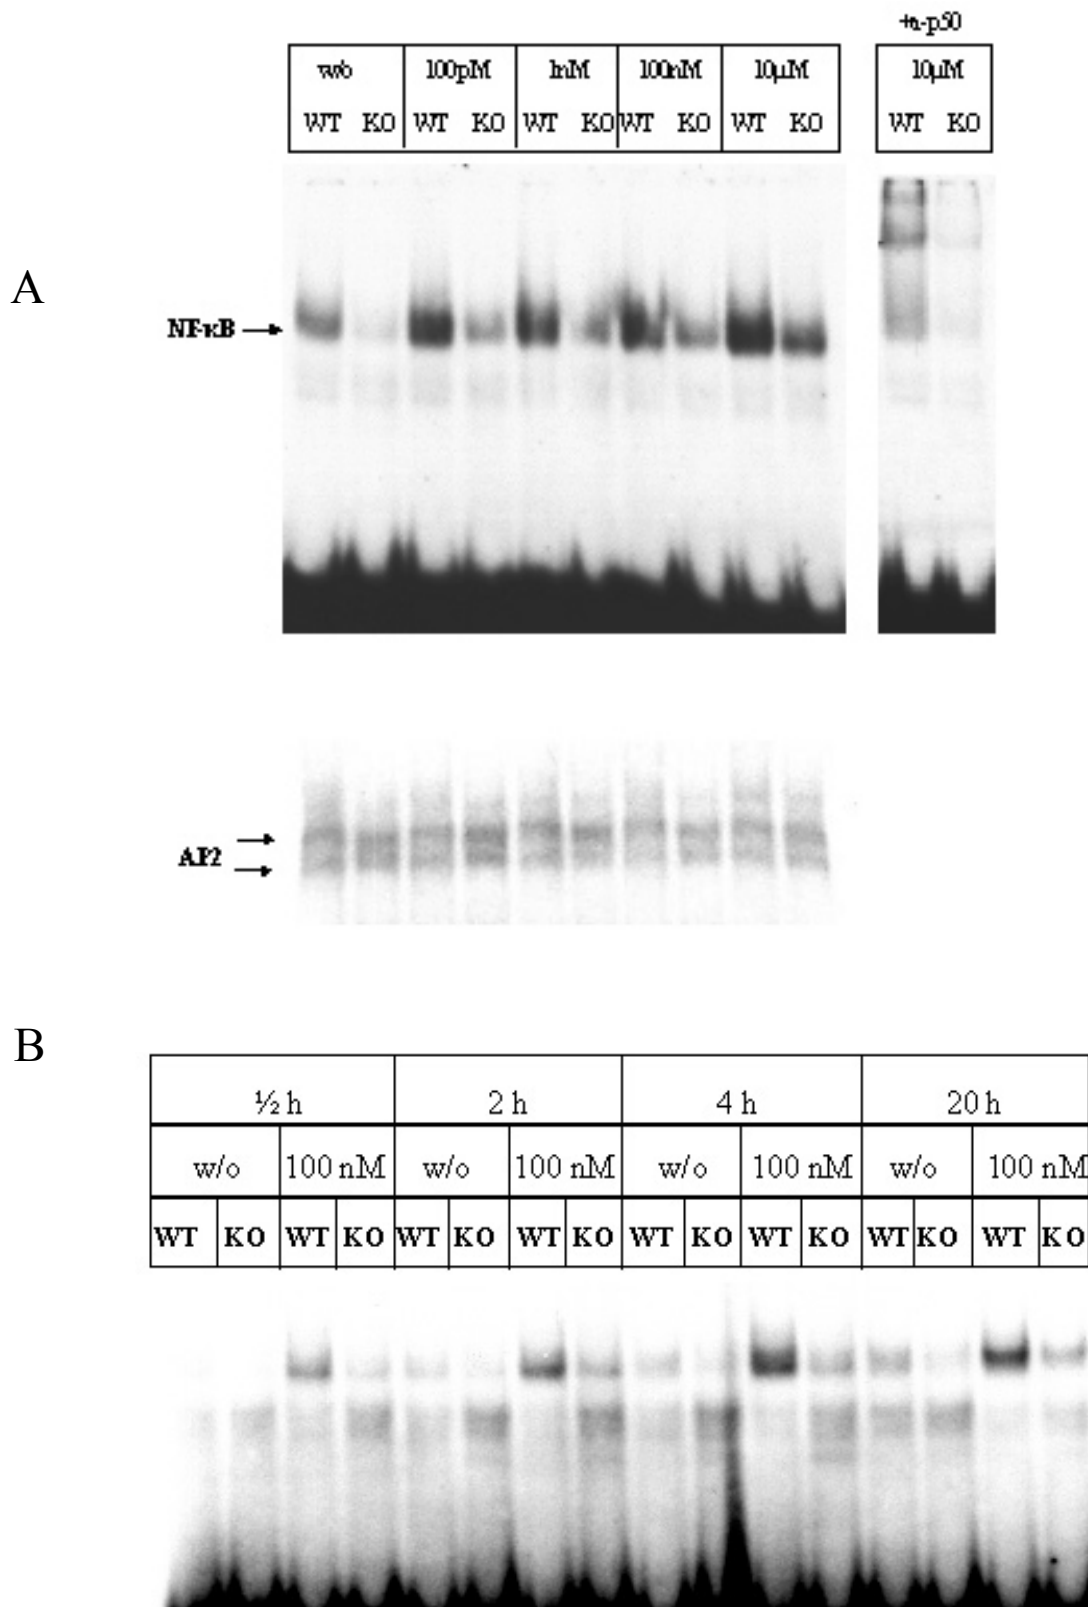 +α-p50
w/o 100pM 1nM 100nM 10μM 10μM
WT KO WT KO WT KO WT KO WT KO WT KO
A
NF-κB
AP2
B
½ h 2 h 4 h 20 h
w/o 100 nM w/o 100 nM w/o 100 nM w/o 100 nM
WT KO WT KO WT KO WT KO WT KO WT KO WT KO WT KO